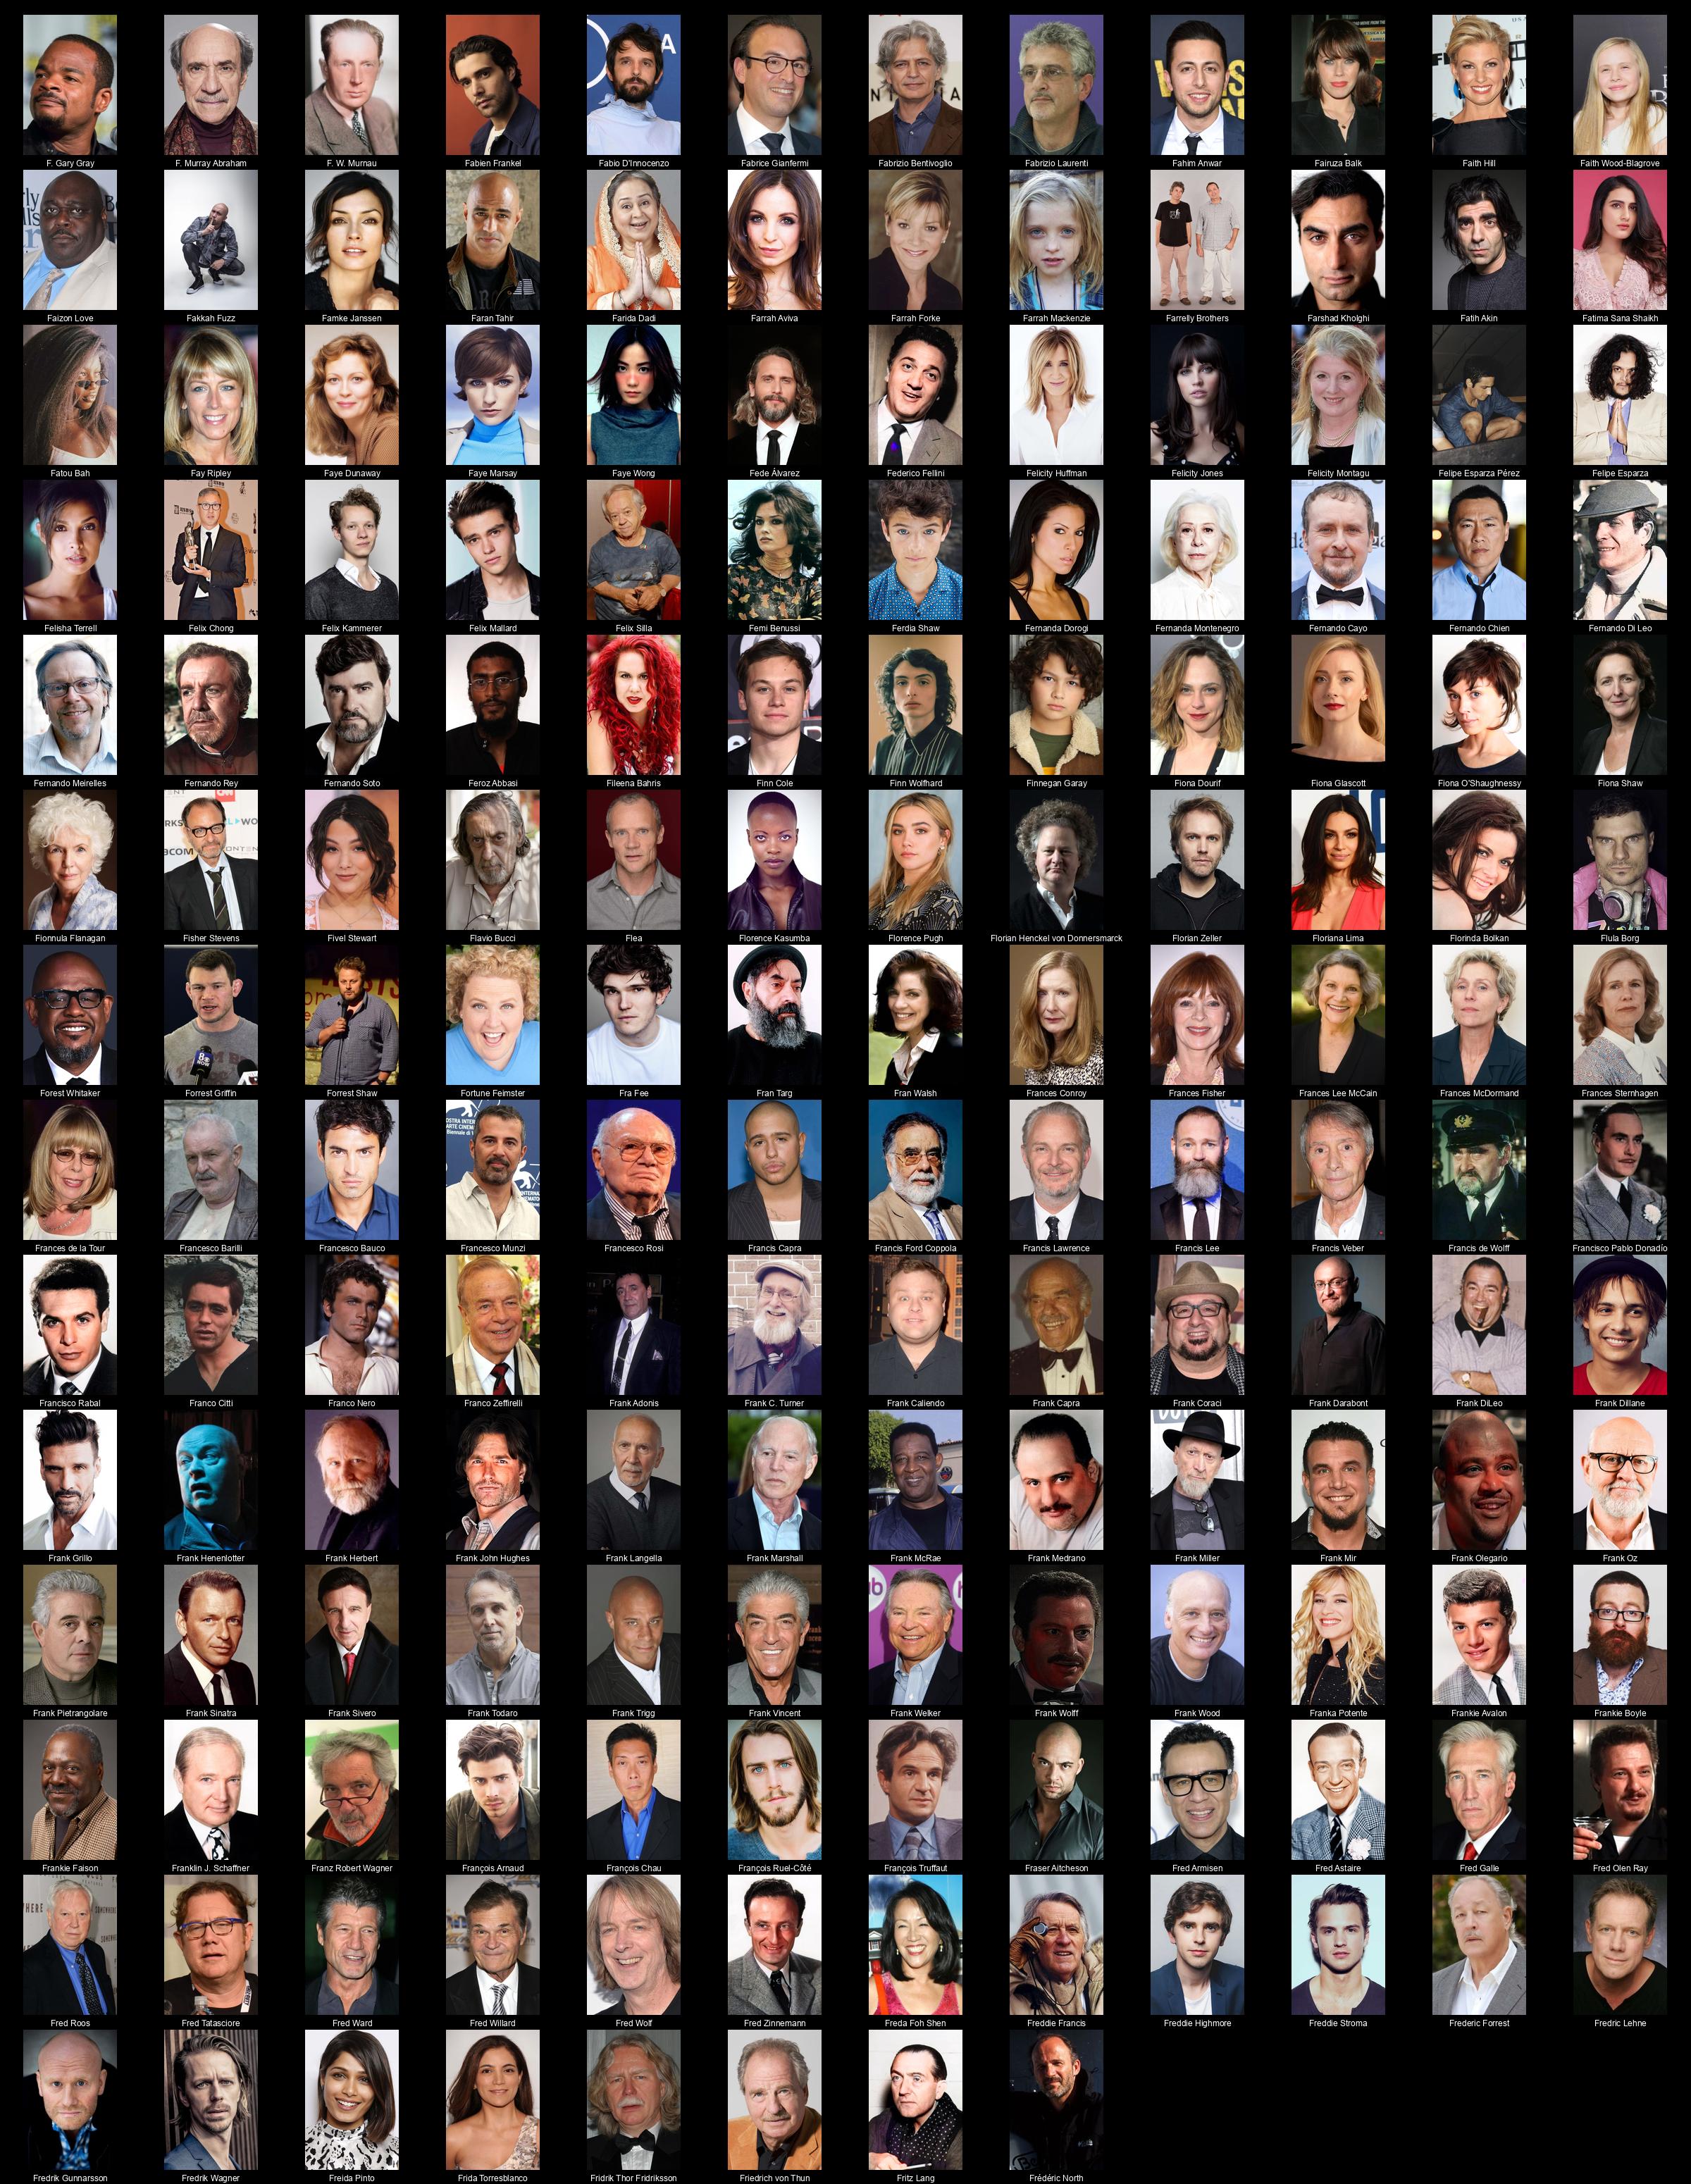 F. Gary Gray
F. Murray Abraham
F. W. Murnau
Fabien Frankel
Fabio D'Innocenzo
Fabrice Gianfermi
Fabrizio Bentivoglio
Fabrizio Laurenti
Fahim Anwar
Fairuza Balk
Faith Hill
Faith Wood-Blagrove
Faizon Love
Fakkah Fuzz
Famke Janssen
Faran Tahir
Farida Dadi
Farrah Aviva
Farrah Forke
Farrah Mackenzie
Farrelly Brothers
Farshad Kholghi
Fatih Akin
Fatima Sana Shaikh
Fatou Bah
Fay Ripley
Faye Dunaway
Faye Marsay
Faye Wong
Fede Álvarez
Federico Fellini
Felicity Huffman
Felicity Jones
Felicity Montagu
Felipe Esparza Pérez
Felipe Esparza
Felisha Terrell
Felix Chong
Felix Kammerer
Felix Mallard
Felix Silla
Femi Benussi
Ferdia Shaw
Fernanda Dorogi
Fernanda Montenegro
Fernando Cayo
Fernando Chien
Fernando Di Leo
Fernando Meirelles
Fernando Rey
Fernando Soto
Feroz Abbasi
Fileena Bahris
Finn Cole
Finn Wolfhard
Finnegan Garay
Fiona Dourif
Fiona Glascott
Fiona O'Shaughnessy
Fiona Shaw
Fionnula Flanagan
Fisher Stevens
Fivel Stewart
Flavio Bucci
Flea
Florence Kasumba
Florence Pugh
Florian Henckel von Donnersmarck
Florian Zeller
Floriana Lima
Florinda Bolkan
Flula Borg
Forest Whitaker
Forrest Griffin
Forrest Shaw
Fortune Feimster
Fra Fee
Fran Targ
Fran Walsh
Frances Conroy
Frances Fisher
Frances Lee McCain
Frances McDormand
Frances Sternhagen
Frances de la Tour
Francesco Barilli
Francesco Bauco
Francesco Munzi
Francesco Rosi
Francis Capra
Francis Ford Coppola
Francis Lawrence
Francis Lee
Francis Veber
Francis de Wolff
Francisco Pablo Donadío
Francisco Rabal
Franco Citti
Franco Nero
Franco Zeffirelli
Frank Adonis
Frank C. Turner
Frank Caliendo
Frank Capra
Frank Coraci
Frank Darabont
Frank DiLeo
Frank Dillane
Frank Grillo
Frank Henenlotter
Frank Herbert
Frank John Hughes
Frank Langella
Frank Marshall
Frank McRae
Frank Medrano
Frank Miller
Frank Mir
Frank Olegario
Frank Oz
Frank Pietrangolare
Frank Sinatra
Frank Sivero
Frank Todaro
Frank Trigg
Frank Vincent
Frank Welker
Frank Wolff
Frank Wood
Franka Potente
Frankie Avalon
Frankie Boyle
Frankie Faison
Franklin J. Schaffner
Franz Robert Wagner
François Arnaud
François Chau
François Ruel-Côté
François Truffaut
Fraser Aitcheson
Fred Armisen
Fred Astaire
Fred Galle
Fred Olen Ray
Fred Roos
Fred Tatasciore
Fred Ward
Fred Willard
Fred Wolf
Fred Zinnemann
Freda Foh Shen
Freddie Francis
Freddie Highmore
Freddie Stroma
Frederic Forrest
Fredric Lehne
Fredrik Gunnarsson
Fredrik Wagner
Freida Pinto
Frida Torresblanco
Fridrik Thor Fridriksson
Friedrich von Thun
Fritz Lang
Frédéric North